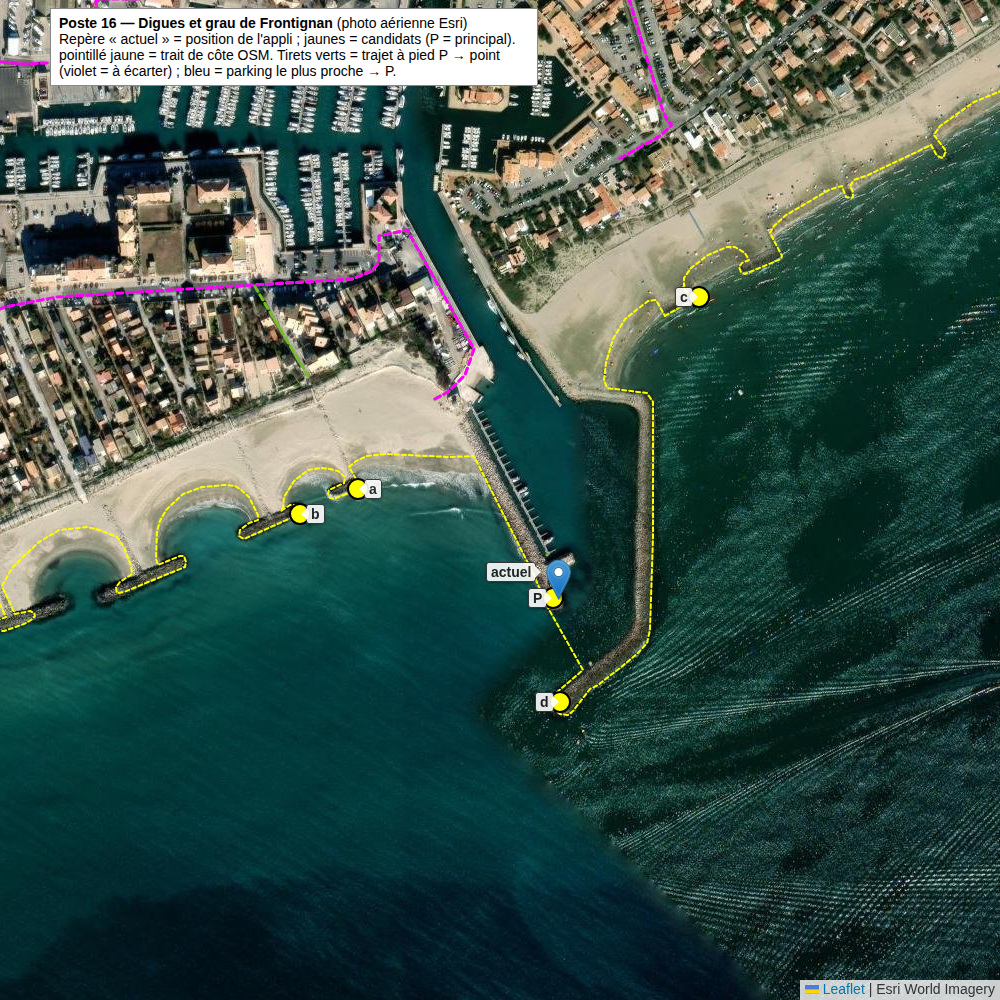 Poste 16 — Digues et grau de Frontignan (photo aérienne Esri)
Repère « actuel » = position de l'appli ; jaunes = candidats (P = principal).
pointillé jaune = trait de côte OSM. Tirets verts = trajet à pied P → point
(violet = à écarter) ; bleu = parking le plus proche → P.
c
a
b
actuel
P
d
Leaflet | Esri World Imagery